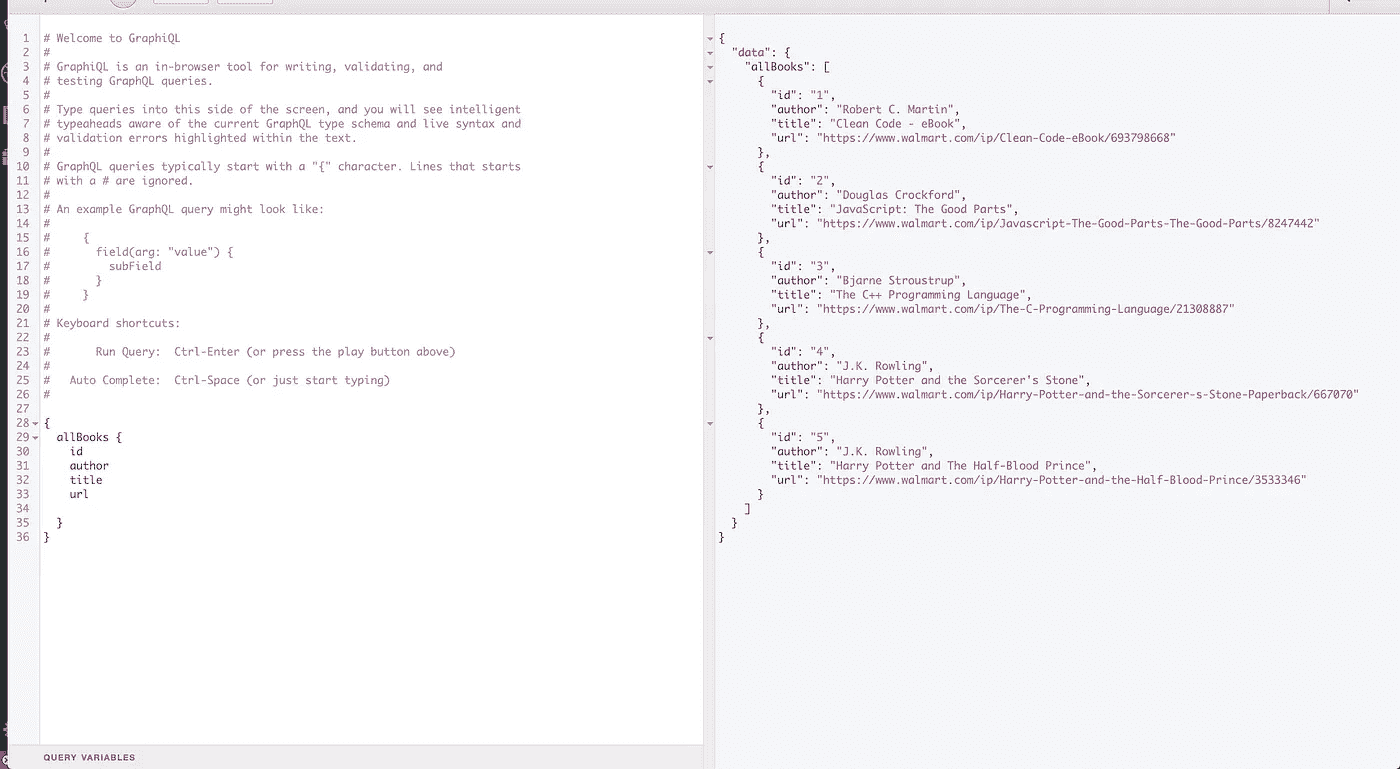 1 # Welcome to GraphiQL
2 #
3 # GraphiQL is an in-browser tool for writing, validating, and
4 # testing GraphQL queries.
5 #
6 # Type queries into this side of the screen, and you will see intelligent
7 # typeaheads aware of the current GraphQL type schema and live syntax and
8 # validation errors highlighted within the text.
9 #
10 # GraphQL queries typically start with a "{" character. Lines that starts
11 # with a # are ignored.
12 #
13 # An example GraphQL query might look like:
14 #
15 #     {
16 #       field(arg: "value") {
17 #         subField
18 #       }
19 #     }
20 #
21 # Keyboard shortcuts:
22 #
23 #       Run Query:  Ctrl-Enter (or press the play button above)
24 #
25 #   Auto Complete:  Ctrl-Space (or just start typing)
26 #
27
28 {
29   allBooks {
30     id
31     author
32     title
33     url
34
35   }
36 }
QUERY VARIABLES
{
  "data": {
    "allBooks": [
      {
        "id": "1",
        "author": "Robert C. Martin",
        "title": "Clean Code - eBook",
        "url": "https://www.walmart.com/ip/Clean-Code-eBook/693798668"
      },
      {
        "id": "2",
        "author": "Douglas Crockford",
        "title": "JavaScript: The Good Parts",
        "url": "https://www.walmart.com/ip/Javascript-The-Good-Parts-The-Good-Parts/8247442"
      },
      {
        "id": "3",
        "author": "Bjarne Stroustrup",
        "title": "The C++ Programming Language",
        "url": "https://www.walmart.com/ip/The-C-Programming-Language/21308887"
      },
      {
        "id": "4",
        "author": "J.K. Rowling",
        "title": "Harry Potter and the Sorcerer's Stone",
        "url": "https://www.walmart.com/ip/Harry-Potter-and-the-Sorcerer-s-Stone-Paperback/667070"
      },
      {
        "id": "5",
        "author": "J.K. Rowling",
        "title": "Harry Potter and The Half-Blood Prince",
        "url": "https://www.walmart.com/ip/Harry-Potter-and-the-Half-Blood-Prince/3533346"
      }
    ]
  }
}